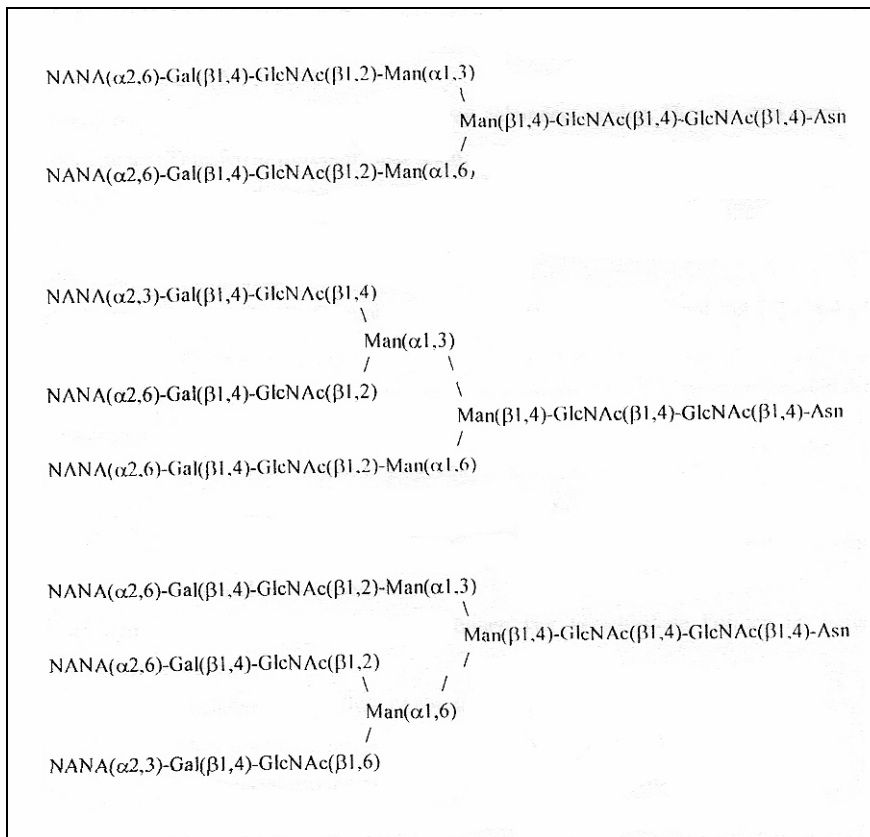 NANA(α2,6)-Gal(β1,4)-GlcNAc(β1,2)-Man(α1,3)
\
Man(β1,4)-GlcNAc(β1,4)-GlcNAc(β1,4)-Asn
/
NANA(α2,6)-Gal(β1,4)-GlcNAc(β1,2)-Man(α1,6)
NANA(α2,3)-Gal(β1,4)-GlcNAc(β1,4)
\
Man(α1,3)
/ \
NANA(α2,6)-Gal(β1,4)-GlcNAc(β1,2) \
Man(β1,4)-GlcNAc(β1,4)-GlcNAc(β1,4)-Asn
/
NANA(α2,6)-Gal(β1,4)-GlcNAc(β1,2)-Man(α1,6)
NANA(α2,6)-Gal(β1,4)-GlcNAc(β1,2)-Man(α1,3)
\
Man(β1,4)-GlcNAc(β1,4)-GlcNAc(β1,4)-Asn
NANA(α2,6)-Gal(β1,4)-GlcNAc(β1,2) /
\ /
Man(α1,6)
/
NANA(α2,3)-Gal(β1,4)-GlcNAc(β1,6)